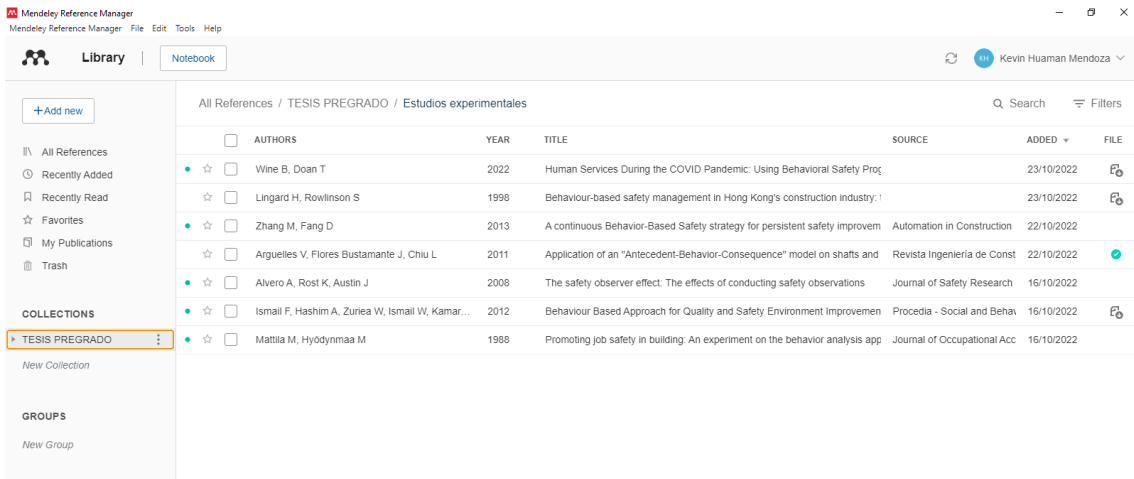 Mendeley Reference Manager
Mendeley Reference Manager File Edit Tools Help
Library Notebook KH Kevin Huaman Mendoza
+Add new
All References
Recently Added
Recently Read
Favorites
My Publications
Trash
COLLECTIONS
TESIS PREGRADO
New Collection
GROUPS
New Group
All References / TESIS PREGRADO / Estudios experimentales Search Filters
AUTHORS YEAR TITLE SOURCE ADDED FILE
Wine B, Doan T 2022 Human Services During the COVID Pandemic: Using Behavioral Safety Prog 23/10/2022
Lingard H, Rowlinson S 1998 Behaviour-based safety management in Hong Kong's construction industry: 23/10/2022
Zhang M, Fang D 2013 A continuous Behavior-Based Safety strategy for persistent safety improvem Automation in Construction 22/10/2022
Arguelles V, Flores Bustamante J, Chiu L 2011 Application of an "Antecedent-Behavior-Consequence" model on shafts and Revista Ingeniería de Const 22/10/2022
Alvero A, Rost K, Austin J 2008 The safety observer effect: The effects of conducting safety observations Journal of Safety Research 16/10/2022
Ismail F, Hashim A, Zuriea W, Ismail W, Kamar... 2012 Behaviour Based Approach for Quality and Safety Environment Improvemen Procedia - Social and Behav 16/10/2022
Mattila M, Hyödynmaa M 1988 Promoting job safety in building: An experiment on the behavior analysis app Journal of Occupational Acc 16/10/2022